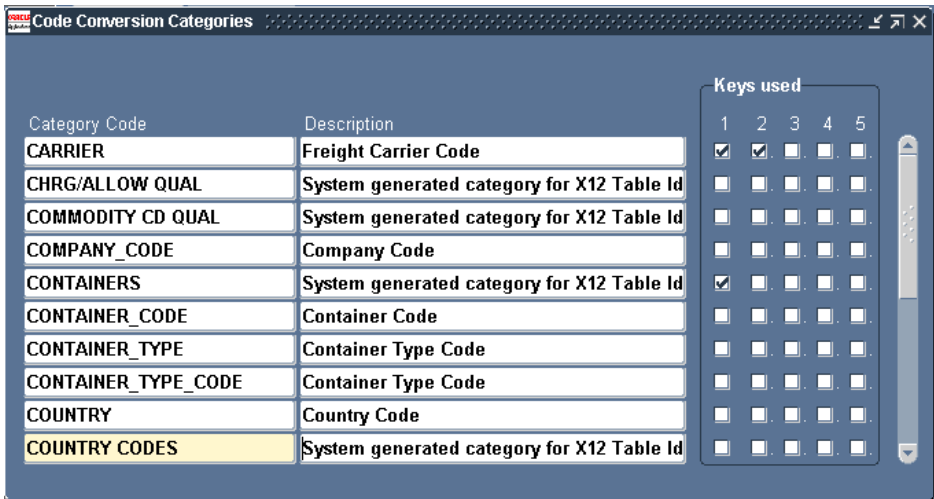 Code Conversion Categories
Keys used
Category Code Description 1 2 3 4 5
CARRIER Freight Carrier Code
CHRG/ALLOW QUAL System generated category for X12 Table Id
COMMODITY CD QUAL System generated category for X12 Table Id
COMPANY_CODE Company Code
CONTAINERS System generated category for X12 Table Id
CONTAINER_CODE Container Code
CONTAINER_TYPE Container Type Code
CONTAINER_TYPE_CODE Container Type Code
COUNTRY Country Code
COUNTRY CODES System generated category for X12 Table Id